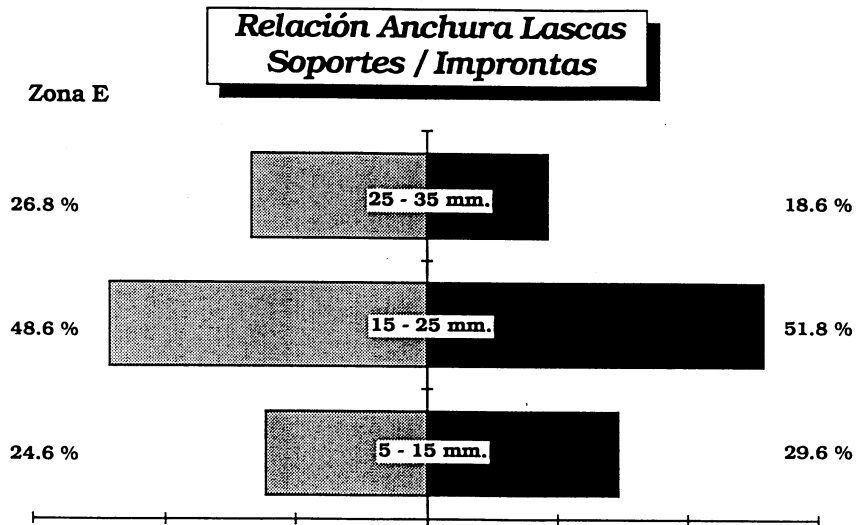 Relación Anchura Lascas
Soportes / Improntas
Zona E
26.8 %
25 - 35 mm.
18.6 %
48.6 %
15 - 25 mm.
51.8 %
24.6 %
5 - 15 mm.
29.6 %